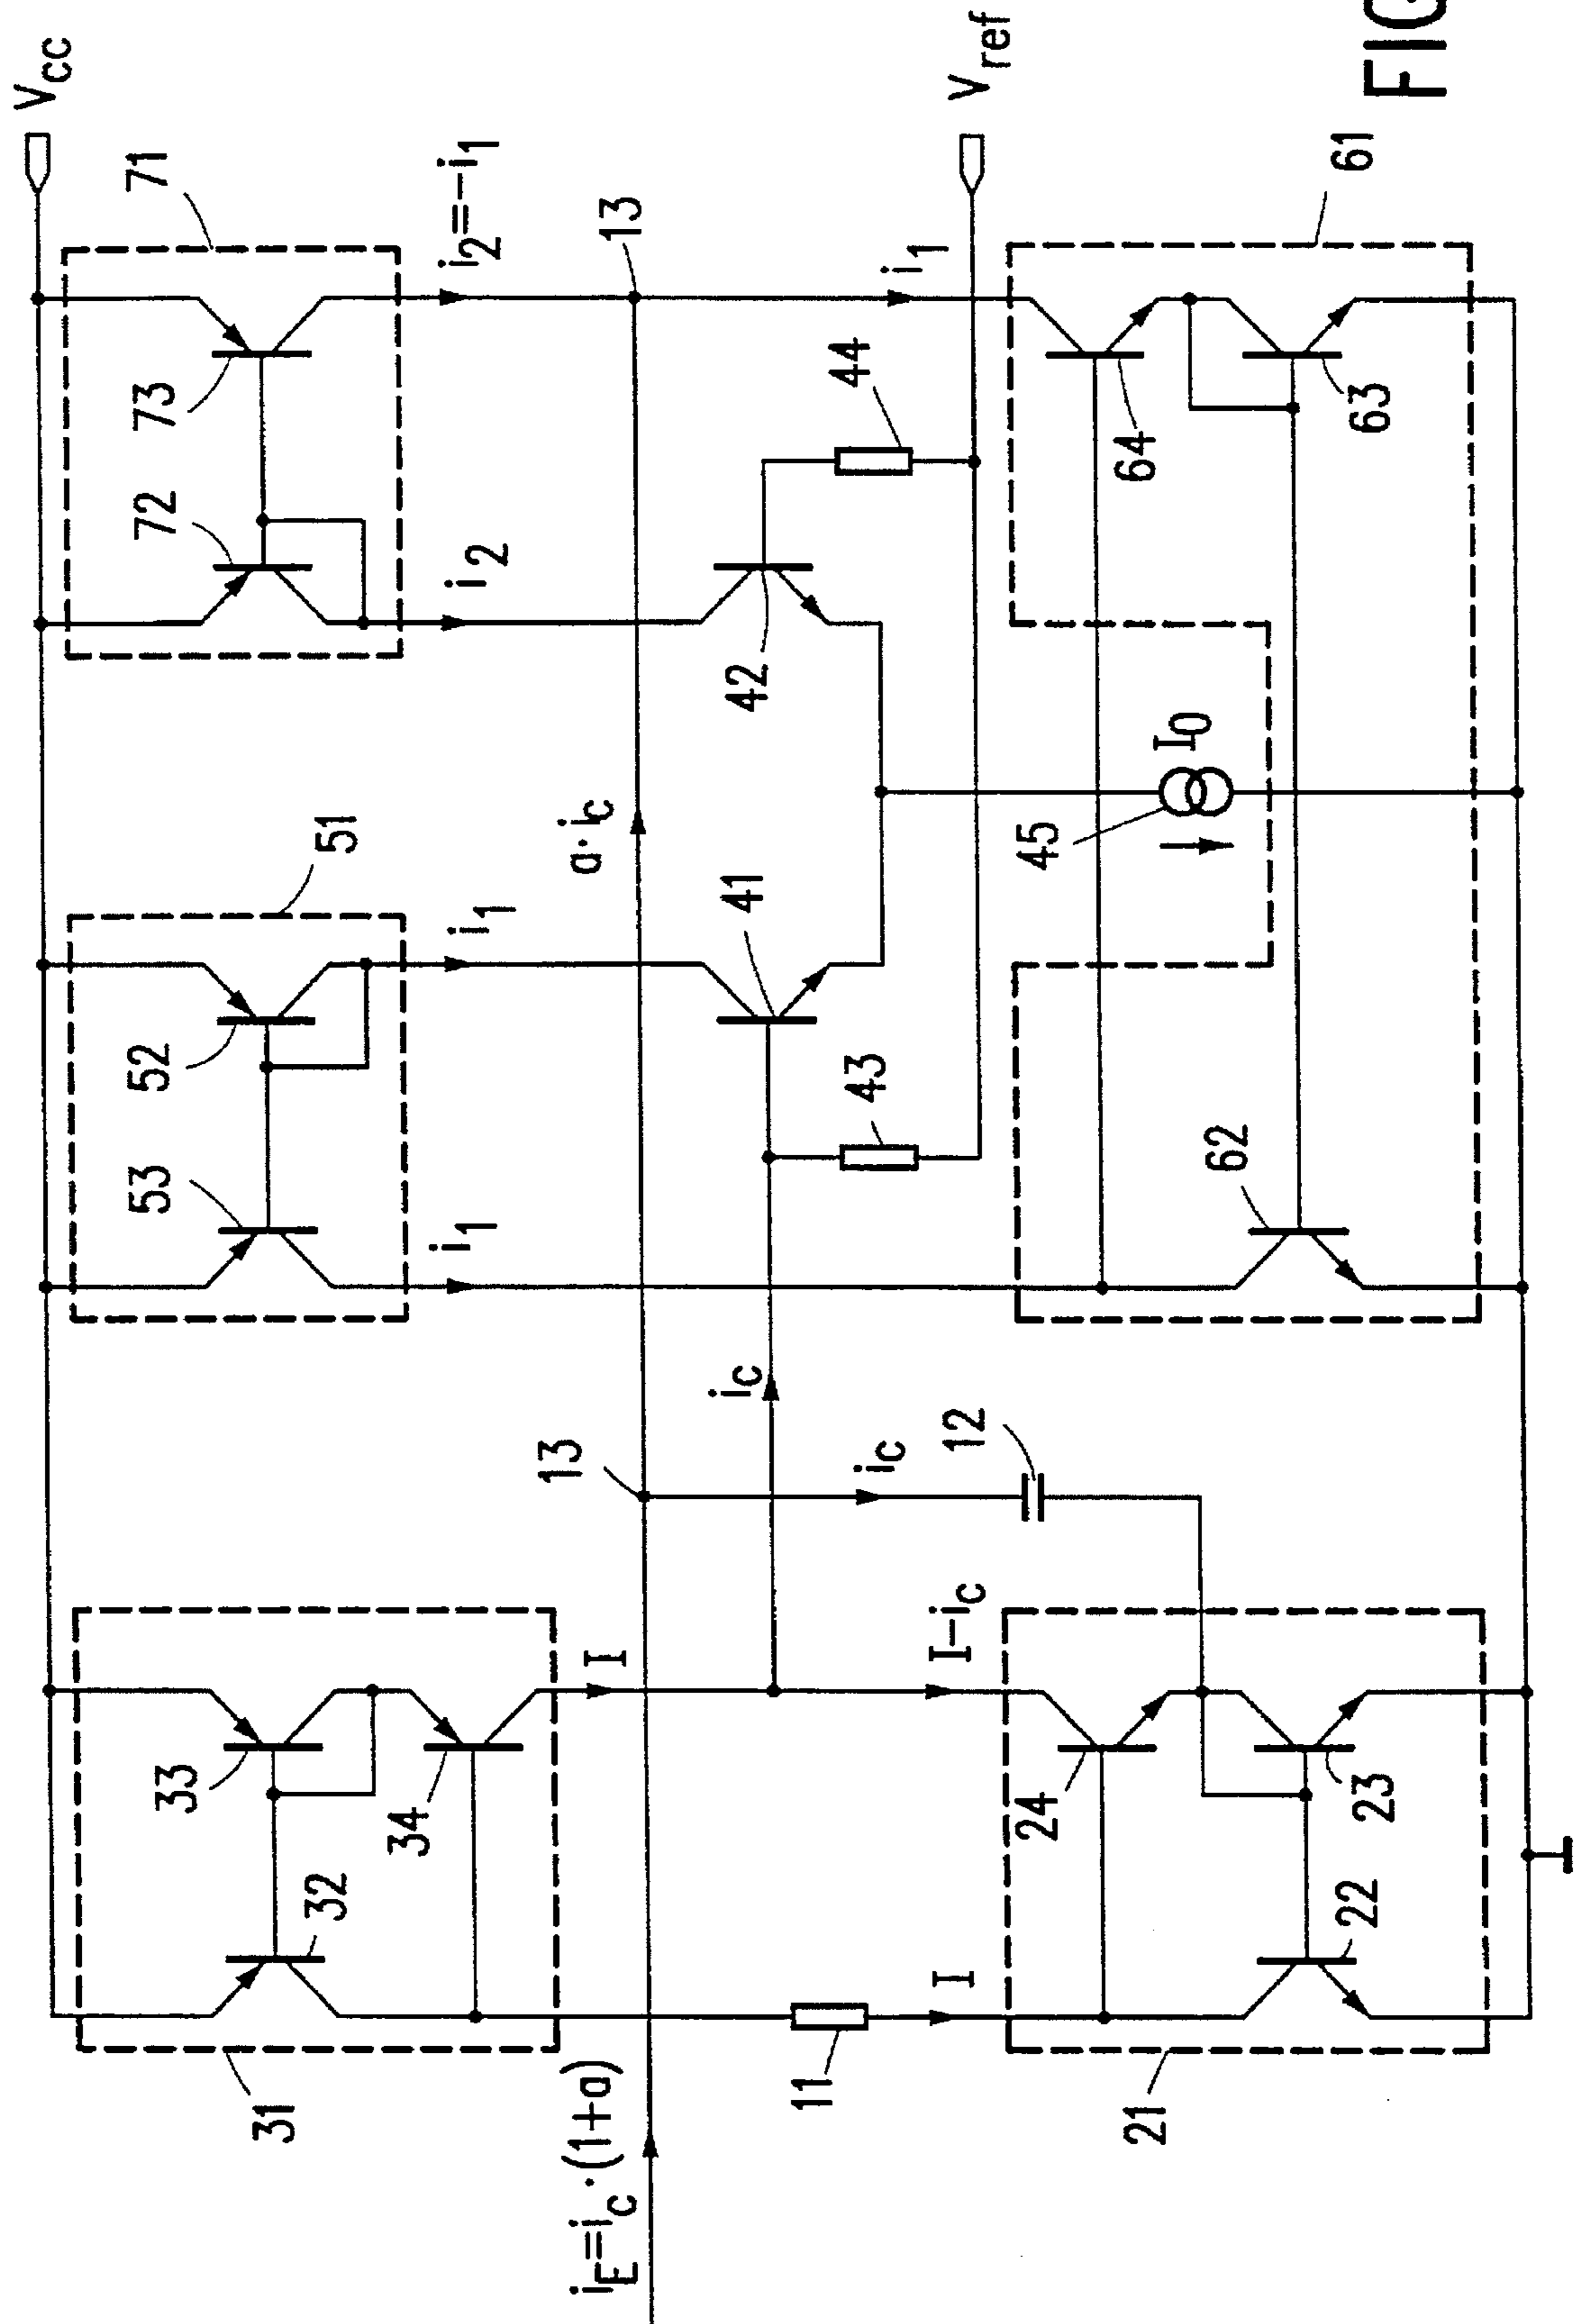 V_CC
71
73
72
i_2=-i_1
i_2
13
51
52
53
i_1
i_1
a·i_c
41
42
43
44
V_ref
i_1
61
64
63
45
I_0
62
i_c
13
i_c
12
31
33
34
32
I
I-i_c
i_E=i_c·(1+a)
11
I
21
24
23
22
FIG